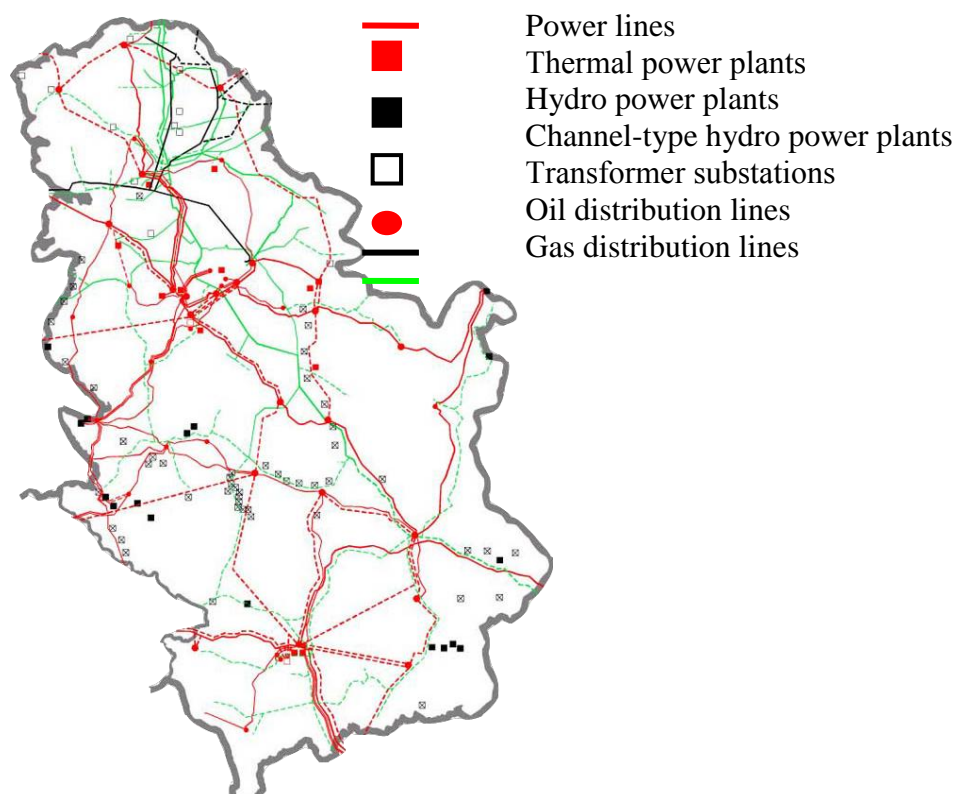 Power lines
Thermal power plants
Hydro power plants
Channel-type hydro power plants
Transformer substations
Oil distribution lines
Gas distribution lines